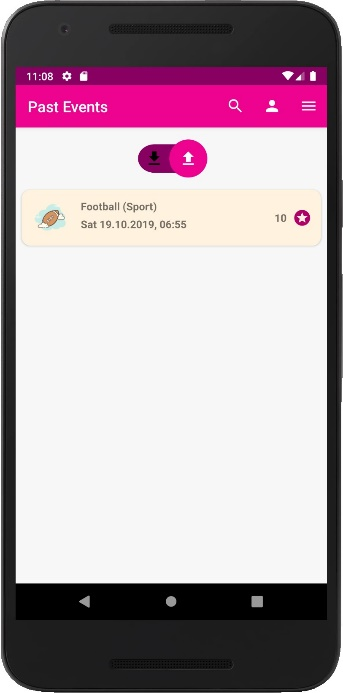 11:08
Past Events
Football (Sport)
Sat 19.10.2019, 06:55
10